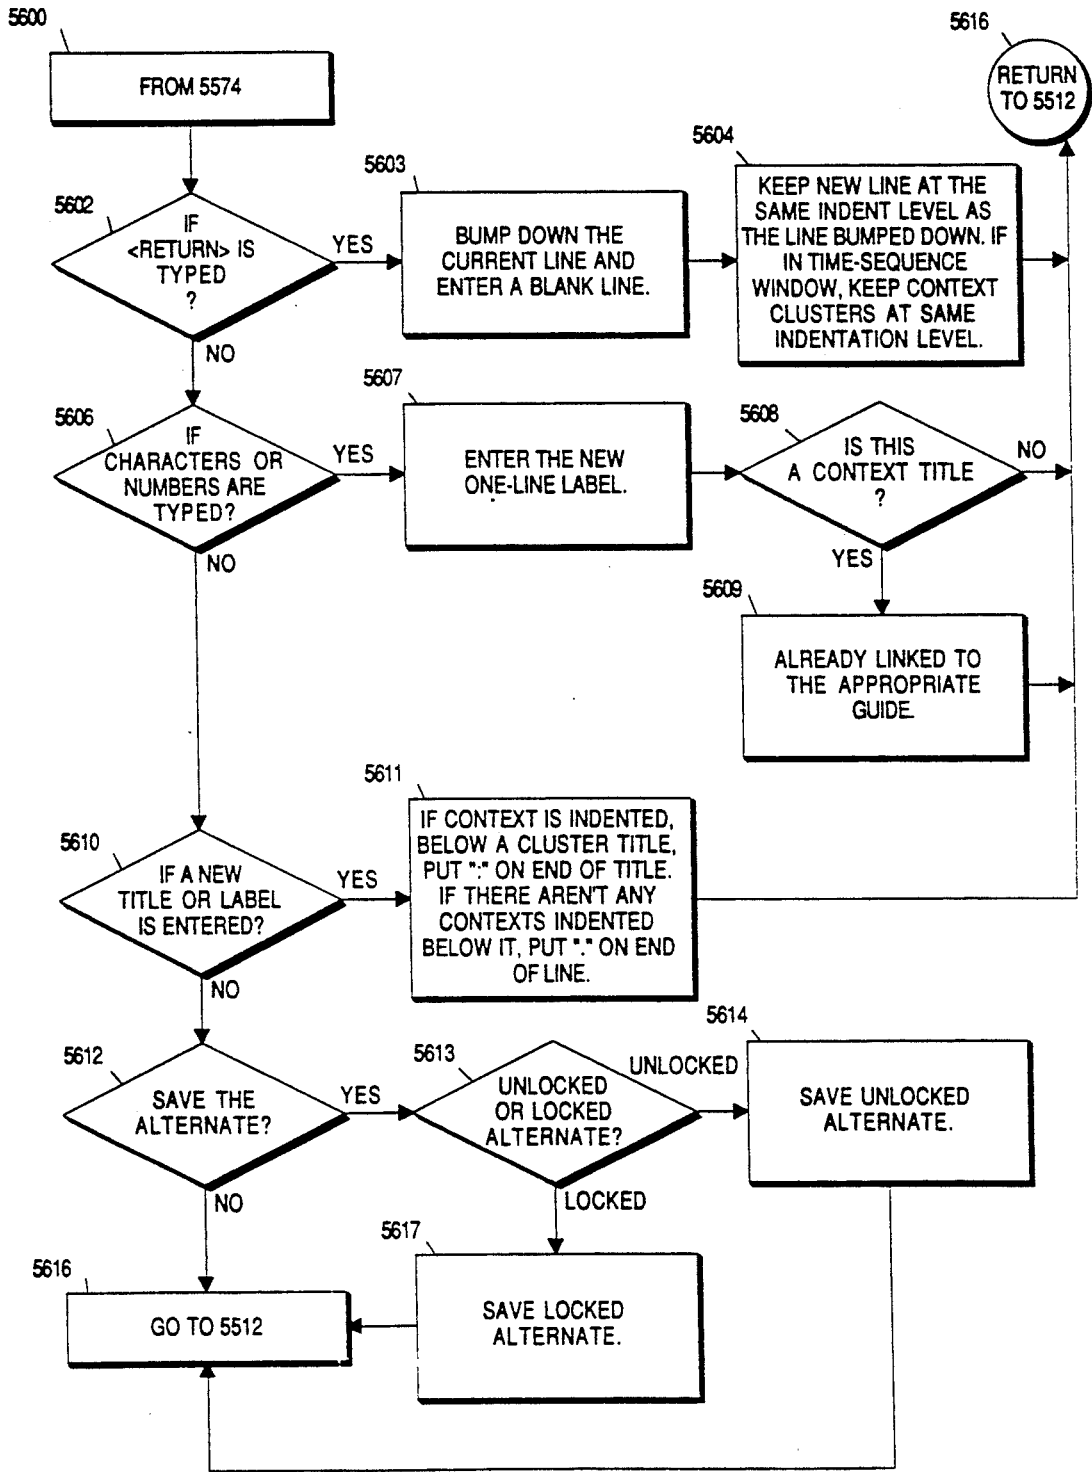 5600
FROM 5574
5616
RETURN
TO 5512
5602
IF
<RETURN> IS
TYPED
?
YES
NO
5603
BUMP DOWN THE
CURRENT LINE AND
ENTER A BLANK LINE.
5604
KEEP NEW LINE AT THE
SAME INDENT LEVEL AS
THE LINE BUMPED DOWN. IF
IN TIME-SEQUENCE
WINDOW, KEEP CONTEXT
CLUSTERS AT SAME
INDENTATION LEVEL.
5606
IF
CHARACTERS OR
NUMBERS ARE
TYPED?
YES
NO
5607
ENTER THE NEW
ONE-LINE LABEL.
5608
IS THIS
A CONTEXT TITLE
?
NO
YES
5609
ALREADY LINKED TO
THE APPROPRIATE
GUIDE.
5610
IF A NEW
TITLE OR LABEL
IS ENTERED?
YES
NO
5611
IF CONTEXT IS INDENTED,
BELOW A CLUSTER TITLE,
PUT ":" ON END OF TITLE.
IF THERE AREN'T ANY
CONTEXTS INDENTED
BELOW IT, PUT "." ON END
OF LINE.
5612
SAVE THE
ALTERNATE?
YES
NO
5613
UNLOCKED
OR LOCKED
ALTERNATE?
UNLOCKED
LOCKED
5614
SAVE UNLOCKED
ALTERNATE.
5617
SAVE LOCKED
ALTERNATE.
5616
GO TO 5512